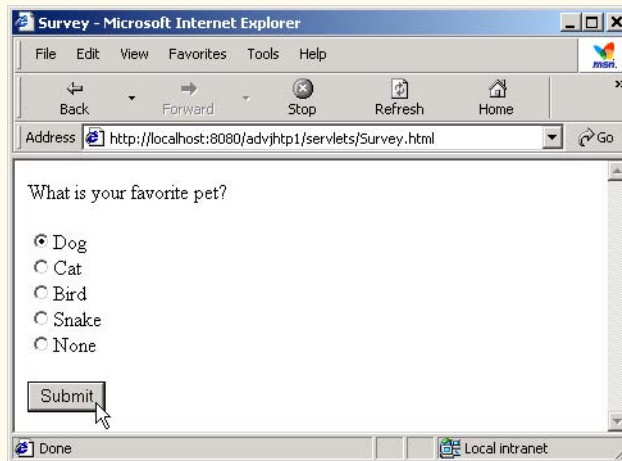 Survey - Microsoft Internet Explorer
File Edit View Favorites Tools Help
msn.
Back Forward Stop Refresh Home »
Address http://localhost:8080/advjhtp1/servlets/Survey.html Go
What is your favorite pet?
Dog
Cat
Bird
Snake
None
Submit
Done Local intranet